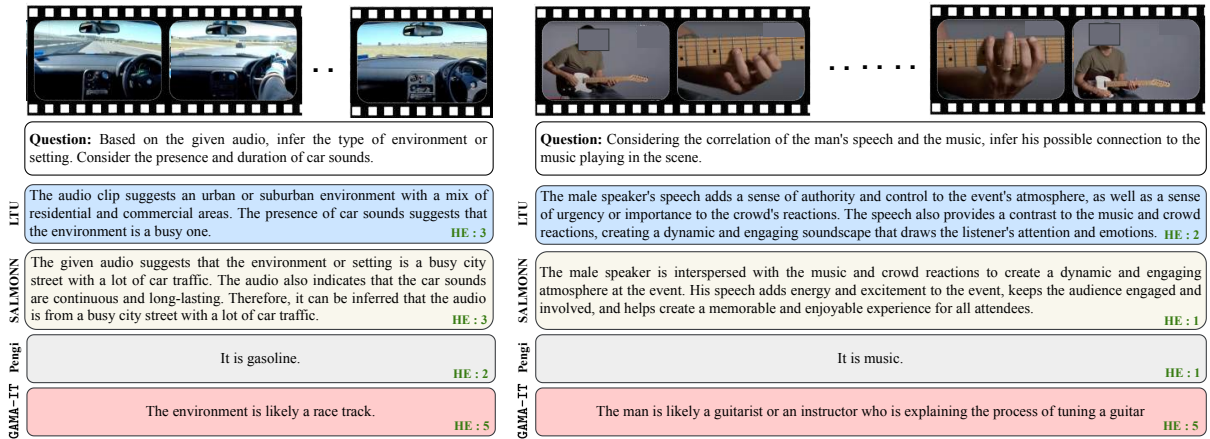 Question: Based on the given audio, infer the type of environment or
setting. Consider the presence and duration of car sounds.
LTU
The audio clip suggests an urban or suburban environment with a mix of
residential and commercial areas. The presence of car sounds suggests that
the environment is a busy one.
HE : 3
SALMONN
The given audio suggests that the environment or setting is a busy city
street with a lot of car traffic. The audio also indicates that the car sounds
are continuous and long-lasting. Therefore, it can be inferred that the audio
is from a busy city street with a lot of car traffic.
HE : 3
Pengi
It is gasoline.
HE : 2
GAMA-IT
The environment is likely a race track.
HE : 5
Question: Considering the correlation of the man's speech and the music, infer his possible connection to the
music playing in the scene.
LTU
The male speaker's speech adds a sense of authority and control to the event's atmosphere, as well as a sense
of urgency or importance to the crowd's reactions. The speech also provides a contrast to the music and crowd
reactions, creating a dynamic and engaging soundscape that draws the listener's attention and emotions.
HE : 2
SALMONN
The male speaker is interspersed with the music and crowd reactions to create a dynamic and engaging
atmosphere at the event. His speech adds energy and excitement to the event, keeps the audience engaged and
involved, and helps create a memorable and enjoyable experience for all attendees.
HE : 1
Pengi
It is music.
HE : 1
GAMA-IT
The man is likely a guitarist or an instructor who is explaining the process of tuning a guitar
HE : 5